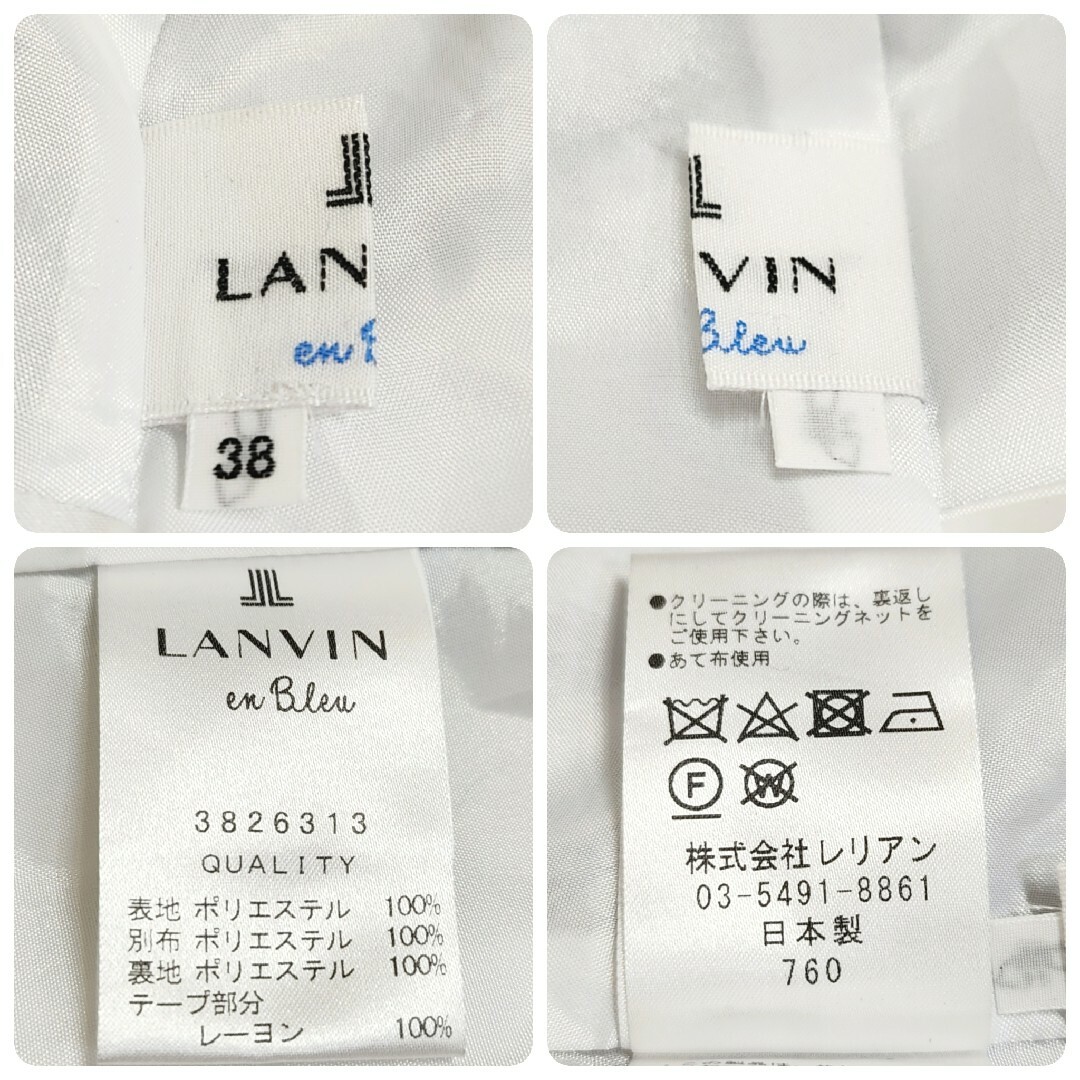 LAN
en B
38
VIN
Bleu
LANVIN
en Bleu
3826313
QUALITY
表地 ポリエステル 100%
別布 ポリエステル 100%
裏地 ポリエステル 100%
テープ部分
レーヨン 100%
●クリーニングの際は、裏返し
にしてクリーニングネットを
ご使用下さい。
●あて布使用
F
W
株式会社レリアン
03-5491-8861
日本製
760